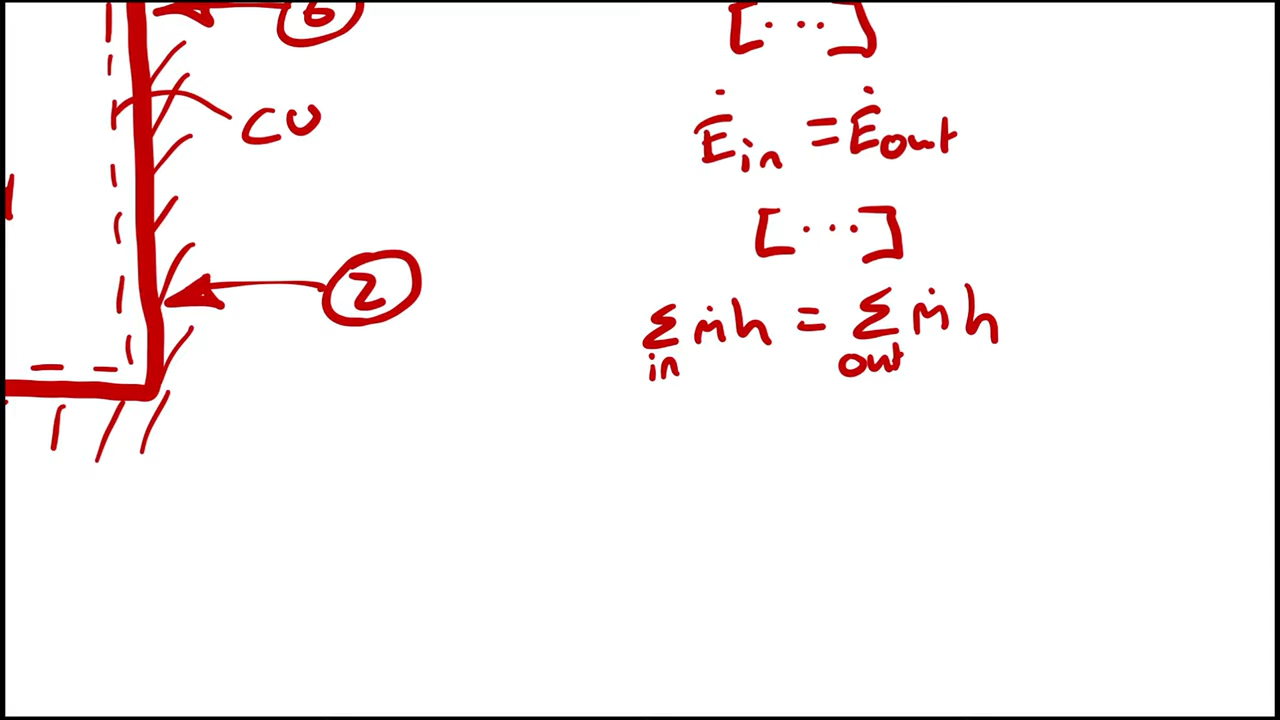 6
[...]
CV
Ėin = Ėout
[...]
2
Σ ṁh = Σ ṁh
in out